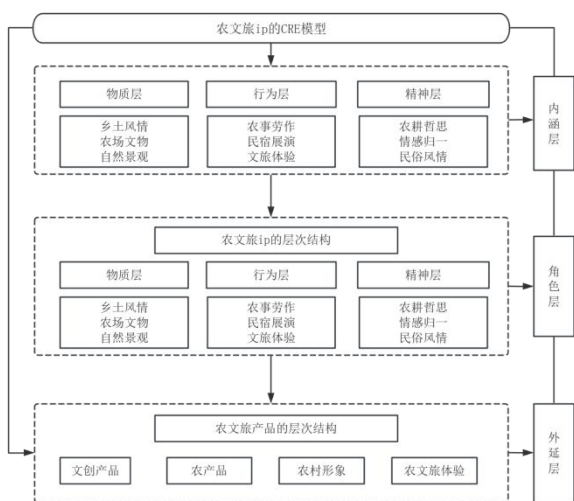 农文旅ip的CRE模型
物质层
行为层
精神层
乡土风情
农场文物
自然景观
农事劳作
民宿展演
文旅体验
农耕哲思
情感归一
民俗风情
内涵层
农文旅ip的层次结构
物质层
行为层
精神层
乡土风情
农场文物
自然景观
农事劳作
民宿展演
文旅体验
农耕哲思
情感归一
民俗风情
角色层
农文旅产品的层次结构
文创产品
农产品
农村形象
农文旅体验
外延层